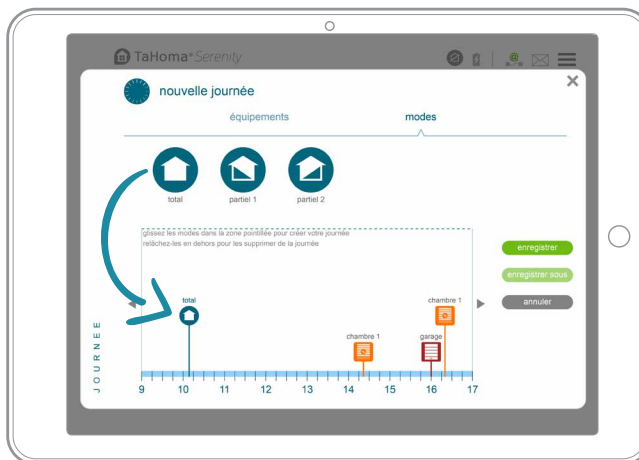 TaHoma® Serenity
@
nouvelle journée
équipements
modes
total
partiel 1
partiel 2
glissez les modes dans la zone pointillée pour créer votre journée
relâchez-les en dehors pour les supprimer de la journée
enregistrer
enregistrer sous
annuler
total
chambre 1
chambre 1
garage
JOURNEE
9 10 11 12 13 14 15 16 17